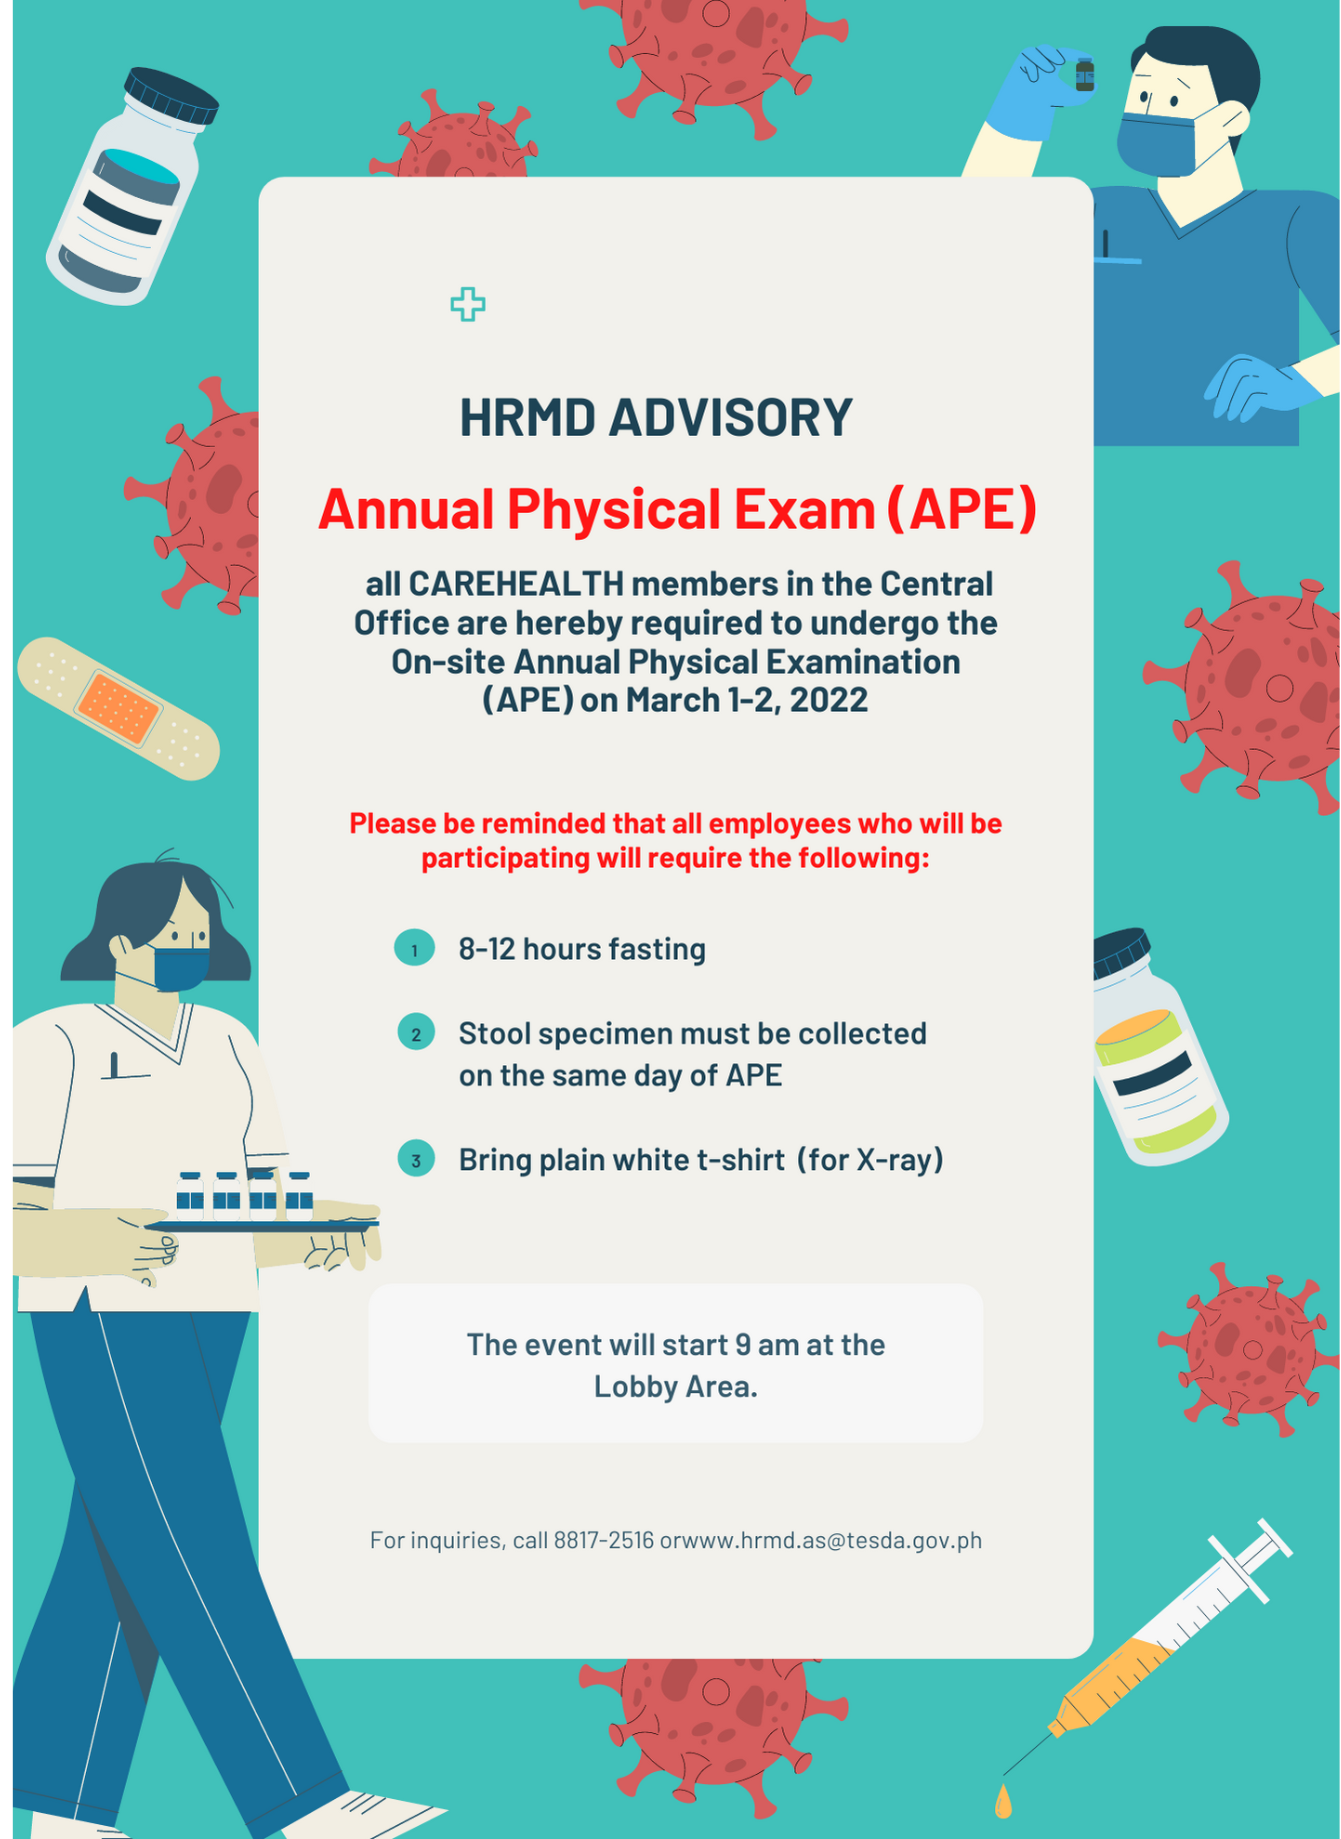 HRMD ADVISORY
Annual Physical Exam (APE)
all CAREHEALTH members in the Central
Office are hereby required to undergo the
On-site Annual Physical Examination
(APE) on March 1-2, 2022
Please be reminded that all employees who will be
participating will require the following:
1 8-12 hours fasting
2 Stool specimen must be collected
on the same day of APE
3 Bring plain white t-shirt (for X-ray)
The event will start 9 am at the
Lobby Area.
For inquiries, call 8817-2516 orwww.hrmd.as@tesda.gov.ph